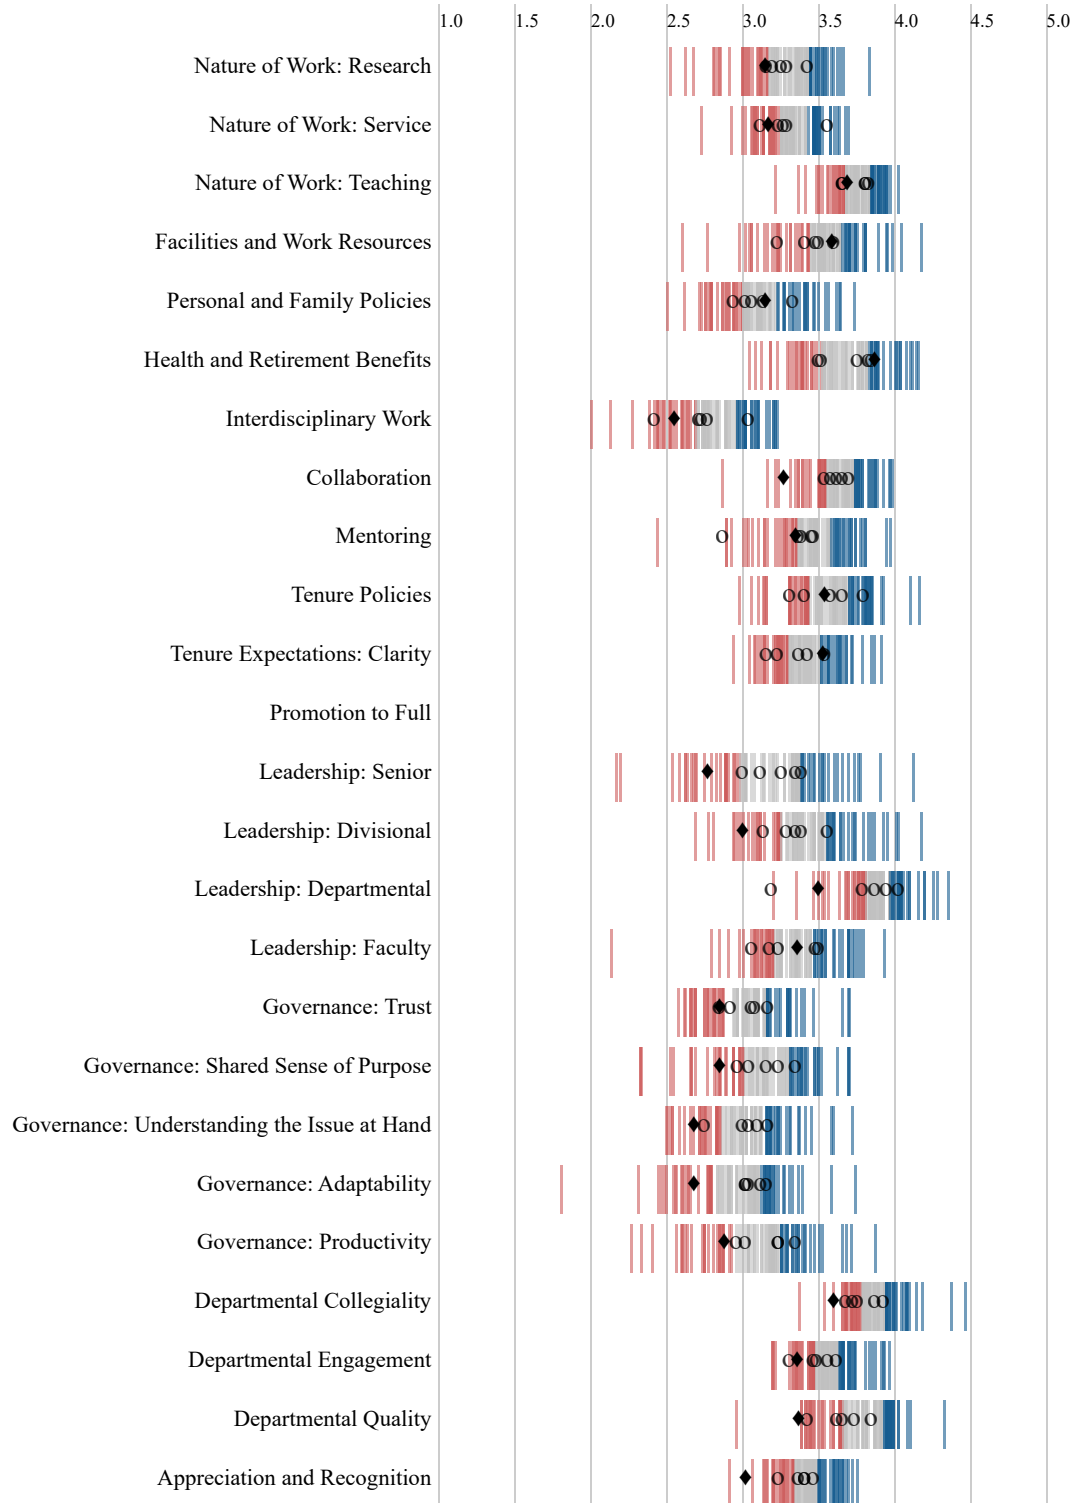 1.0 1.5 2.0 2.5 3.0 3.5 4.0 4.5 5.0
Nature of Work: Research
Nature of Work: Service
Nature of Work: Teaching
Facilities and Work Resources
Personal and Family Policies
Health and Retirement Benefits
Interdisciplinary Work
Collaboration
Mentoring
Tenure Policies
Tenure Expectations: Clarity
Promotion to Full
Leadership: Senior
Leadership: Divisional
Leadership: Departmental
Leadership: Faculty
Governance: Trust
Governance: Shared Sense of Purpose
Governance: Understanding the Issue at Hand
Governance: Adaptability
Governance: Productivity
Departmental Collegiality
Departmental Engagement
Departmental Quality
Appreciation and Recognition